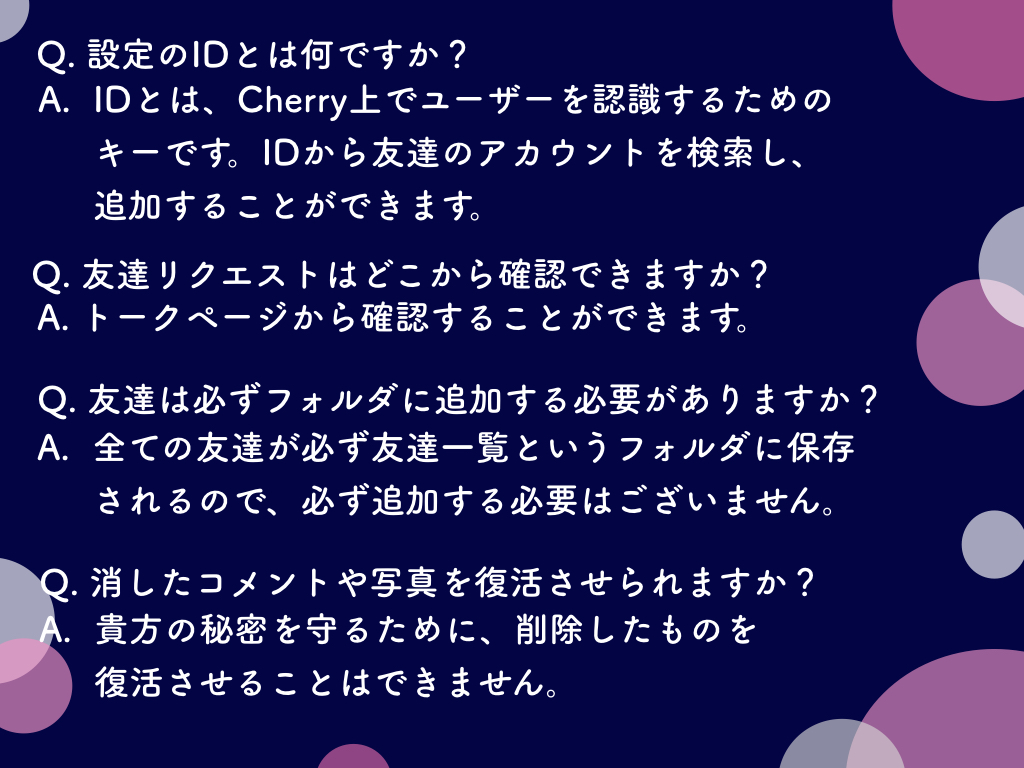 Q. 設定のIDとは何ですか？
A. IDとは、Cherry上でユーザーを認識するための
キーです。IDから友達のアカウントを検索し、
追加することができます。
Q. 友達リクエストはどこから確認できますか？
A. トークページから確認することができます。
Q. 友達は必ずフォルダに追加する必要がありますか？
A. 全ての友達が必ず友達一覧というフォルダに保存
されるので、必ず追加する必要はございません。
Q. 消したコメントや写真を復活させられますか？
A. 貴方の秘密を守るために、削除したものを
復活させることはできません。